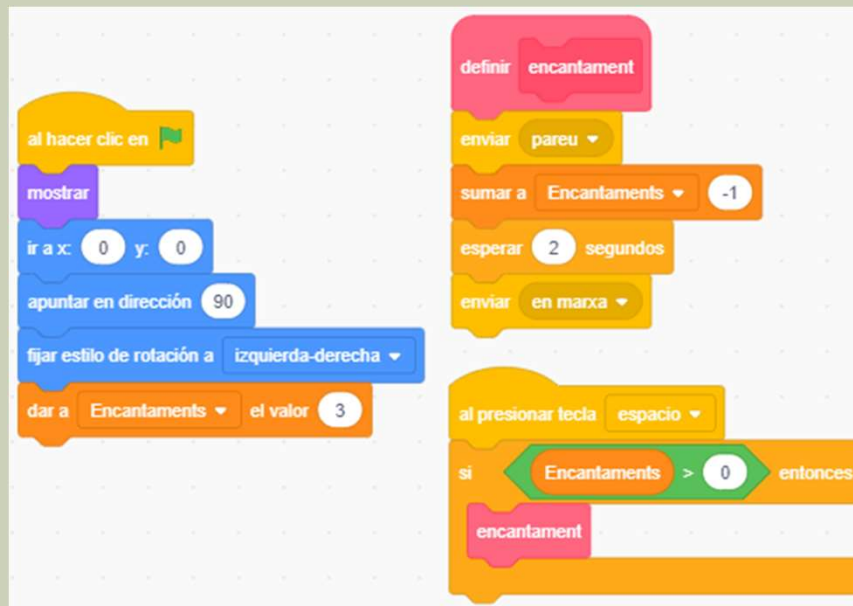 al hacer clic en
mostrar
ir a x: 0 y: 0
apuntar en dirección 90
fijar estilo de rotación a izquierda-derecha
dar a Encantaments el valor 3
definir encantament
enviar pareu
sumar a Encantaments -1
esperar 2 segundos
enviar en marxa
al presionar tecla espacio
si Encantaments > 0 entonces
encantament